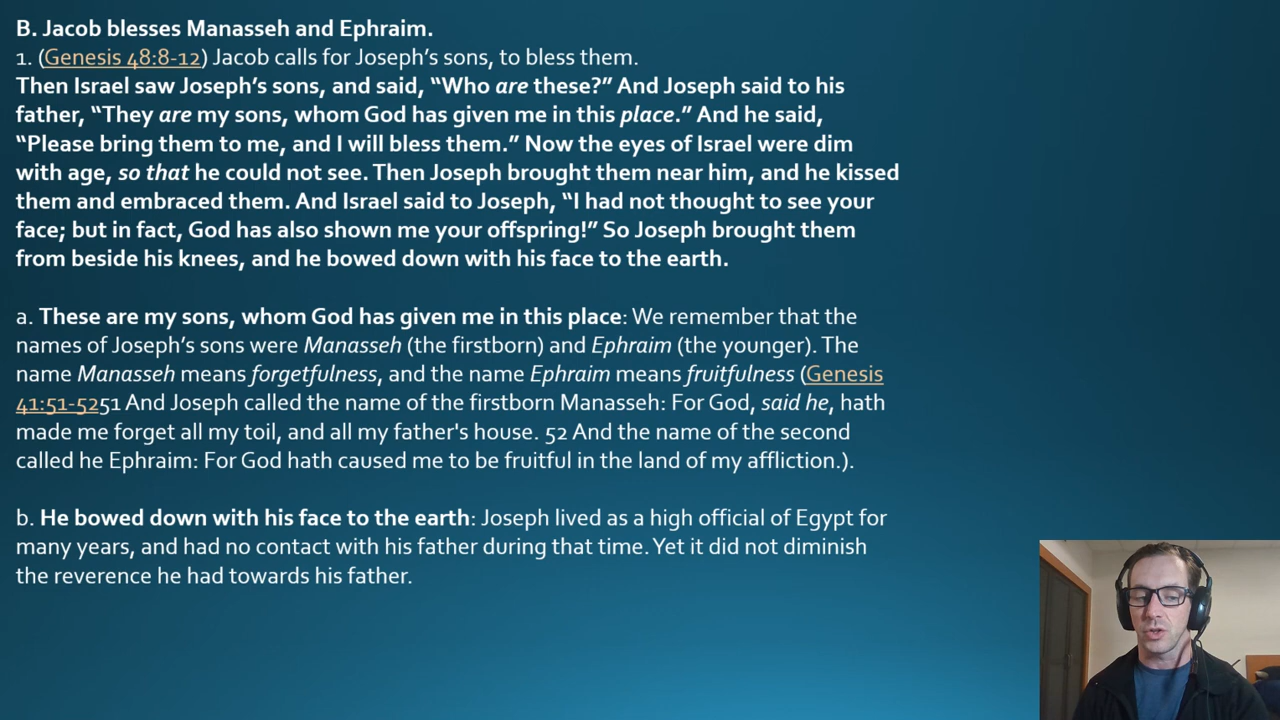 B. Jacob blesses Manasseh and Ephraim.
1. (Genesis 48:8-12) Jacob calls for Joseph’s sons, to bless them.
Then Israel saw Joseph’s sons, and said, “Who are these?” And Joseph said to his
father, “They are my sons, whom God has given me in this place.” And he said,
“Please bring them to me, and I will bless them.” Now the eyes of Israel were dim
with age, so that he could not see. Then Joseph brought them near him, and he kissed
them and embraced them. And Israel said to Joseph, “I had not thought to see your
face; but in fact, God has also shown me your offspring!” So Joseph brought them
from beside his knees, and he bowed down with his face to the earth.
a. These are my sons, whom God has given me in this place: We remember that the
names of Joseph’s sons were Manasseh (the firstborn) and Ephraim (the younger). The
name Manasseh means forgetfulness, and the name Ephraim means fruitfulness (Genesis
41:51-5251 And Joseph called the name of the firstborn Manasseh: For God, said he, hath
made me forget all my toil, and all my father's house. 52 And the name of the second
called he Ephraim: For God hath caused me to be fruitful in the land of my affliction.).
b. He bowed down with his face to the earth: Joseph lived as a high official of Egypt for
many years, and had no contact with his father during that time. Yet it did not diminish
the reverence he had towards his father.